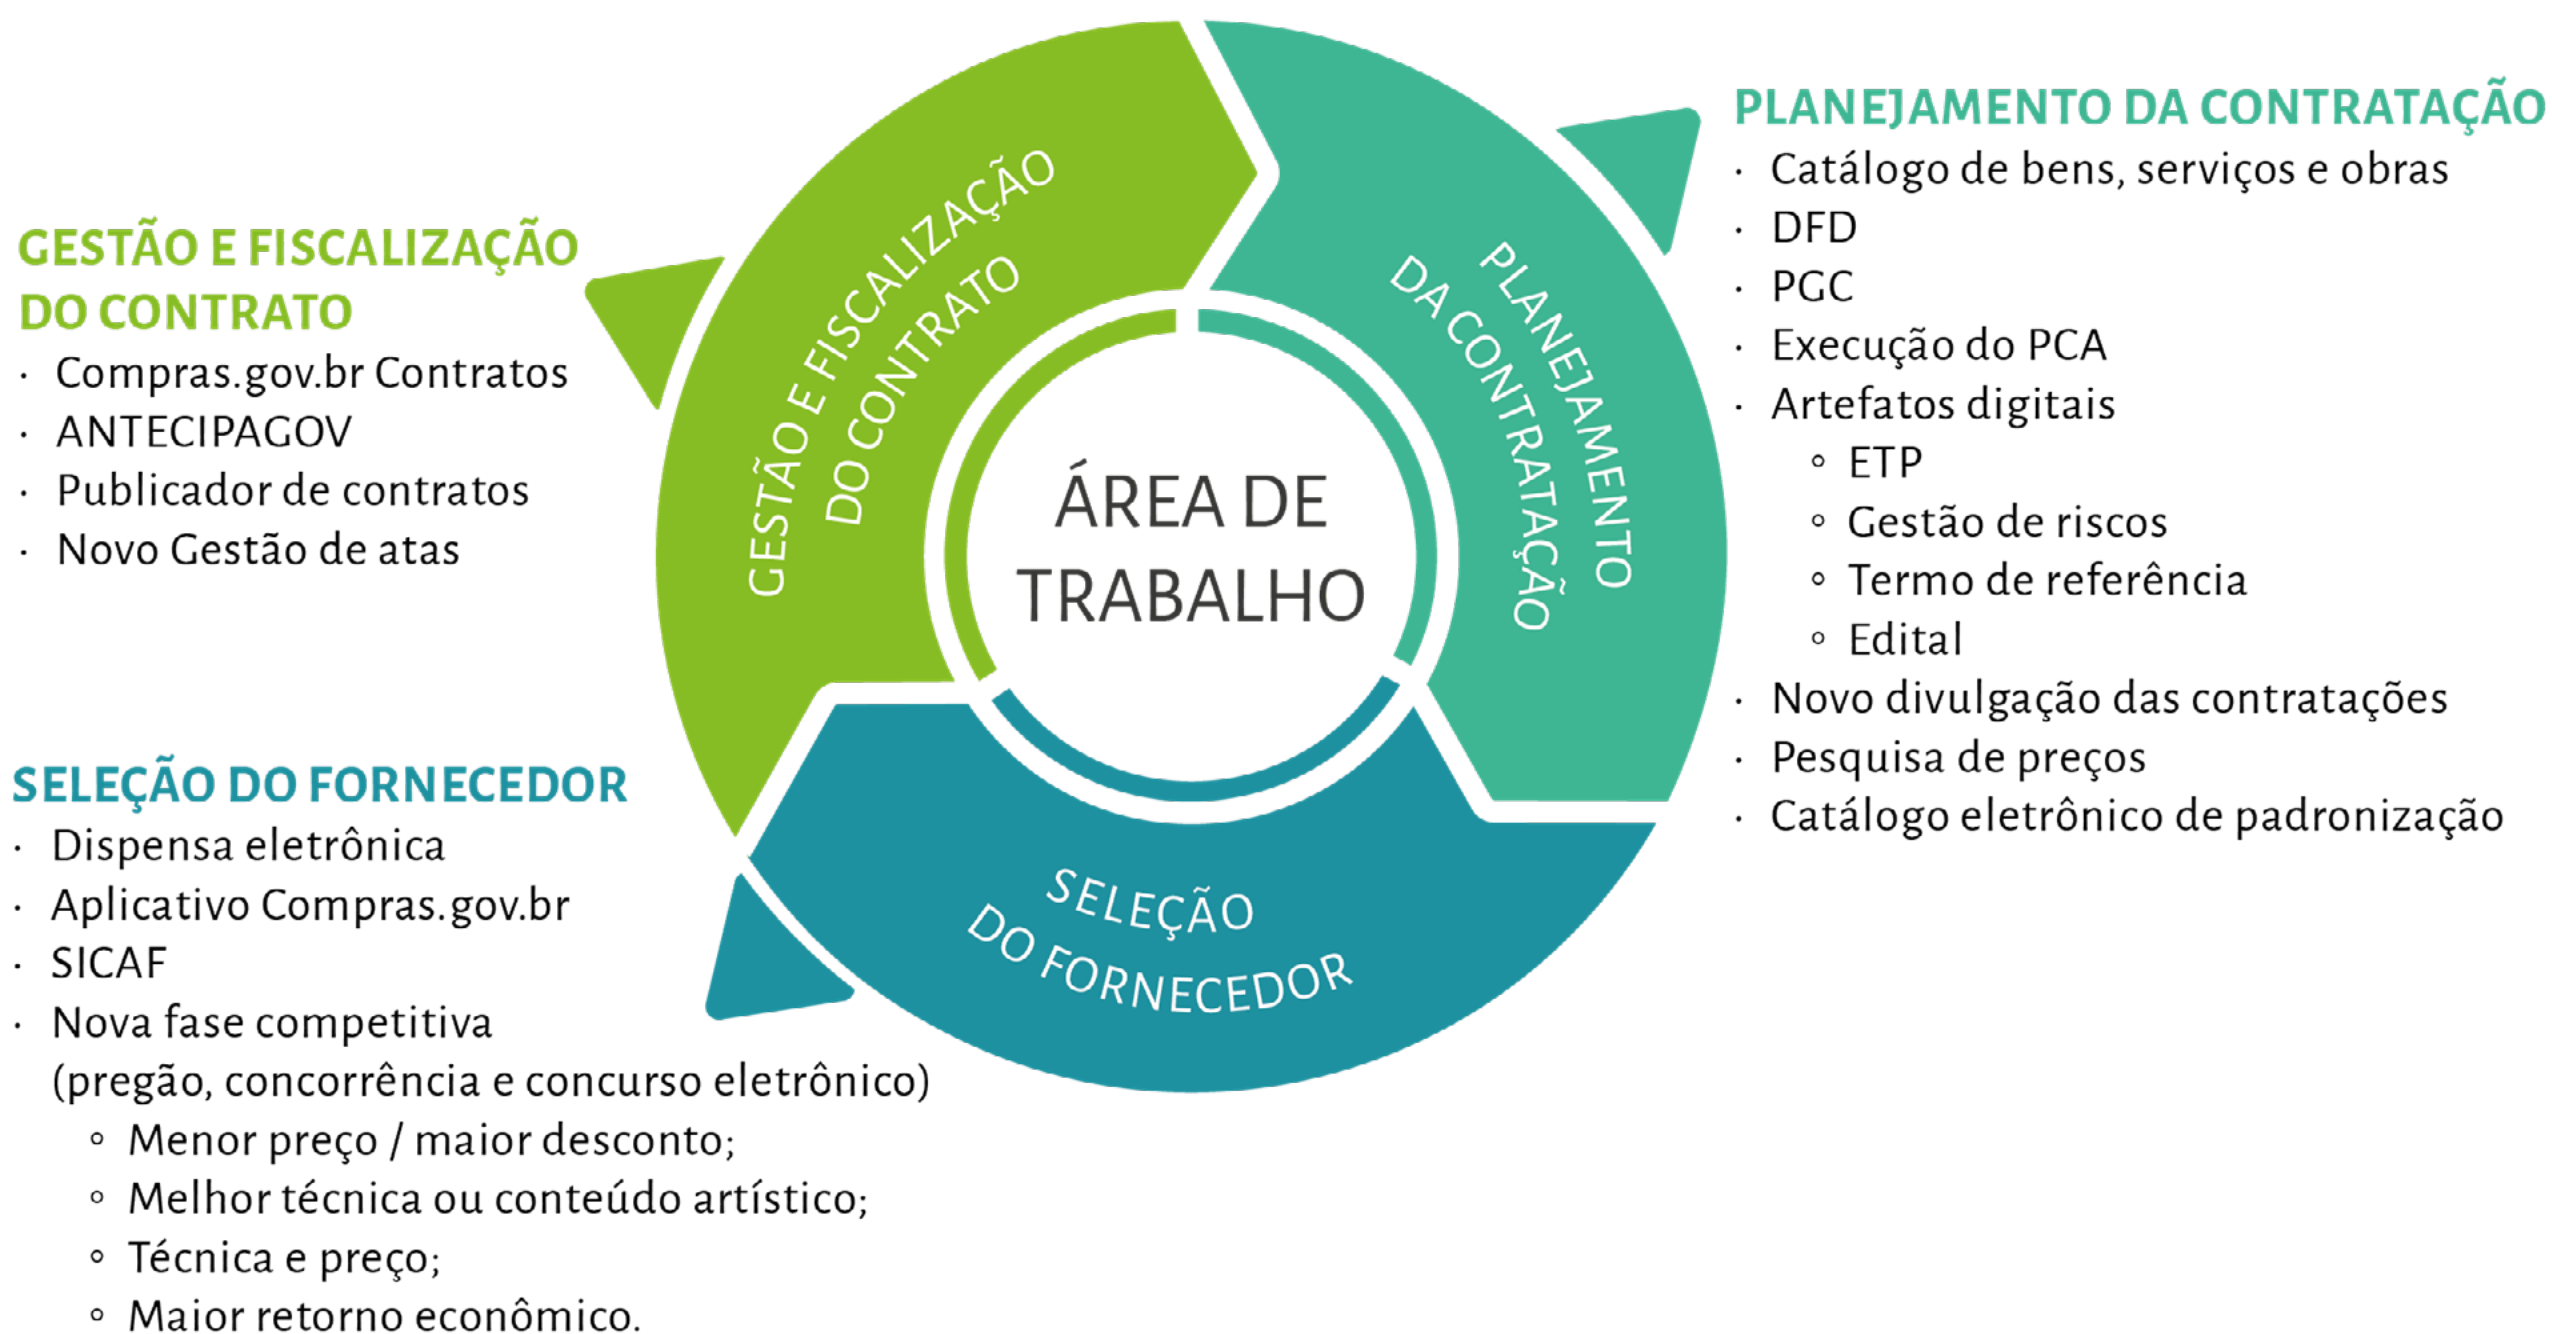 GESTÃO E FISCALIZAÇÃO
DO CONTRATO
· Compras.gov.br Contratos
· ANTECIPAGOV
· Publicador de contratos
· Novo Gestão de atas
SELEÇÃO DO FORNECEDOR
· Dispensa eletrônica
· Aplicativo Compras.gov.br
· SICAF
· Nova fase competitiva
(pregão, concorrência e concurso eletrônico)
◦ Menor preço / maior desconto;
◦ Melhor técnica ou conteúdo artístico;
◦ Técnica e preço;
◦ Maior retorno econômico.
GESTÃO E FISCALIZAÇÃO
DO CONTRATO
PLANEJAMENTO
DA CONTRATAÇÃO
SELEÇÃO
DO FORNECEDOR
ÁREA DE
TRABALHO
PLANEJAMENTO DA CONTRATAÇÃO
· Catálogo de bens, serviços e obras
· DFD
· PGC
· Execução do PCA
· Artefatos digitais
◦ ETP
◦ Gestão de riscos
◦ Termo de referência
◦ Edital
· Novo divulgação das contratações
· Pesquisa de preços
· Catálogo eletrônico de padronização